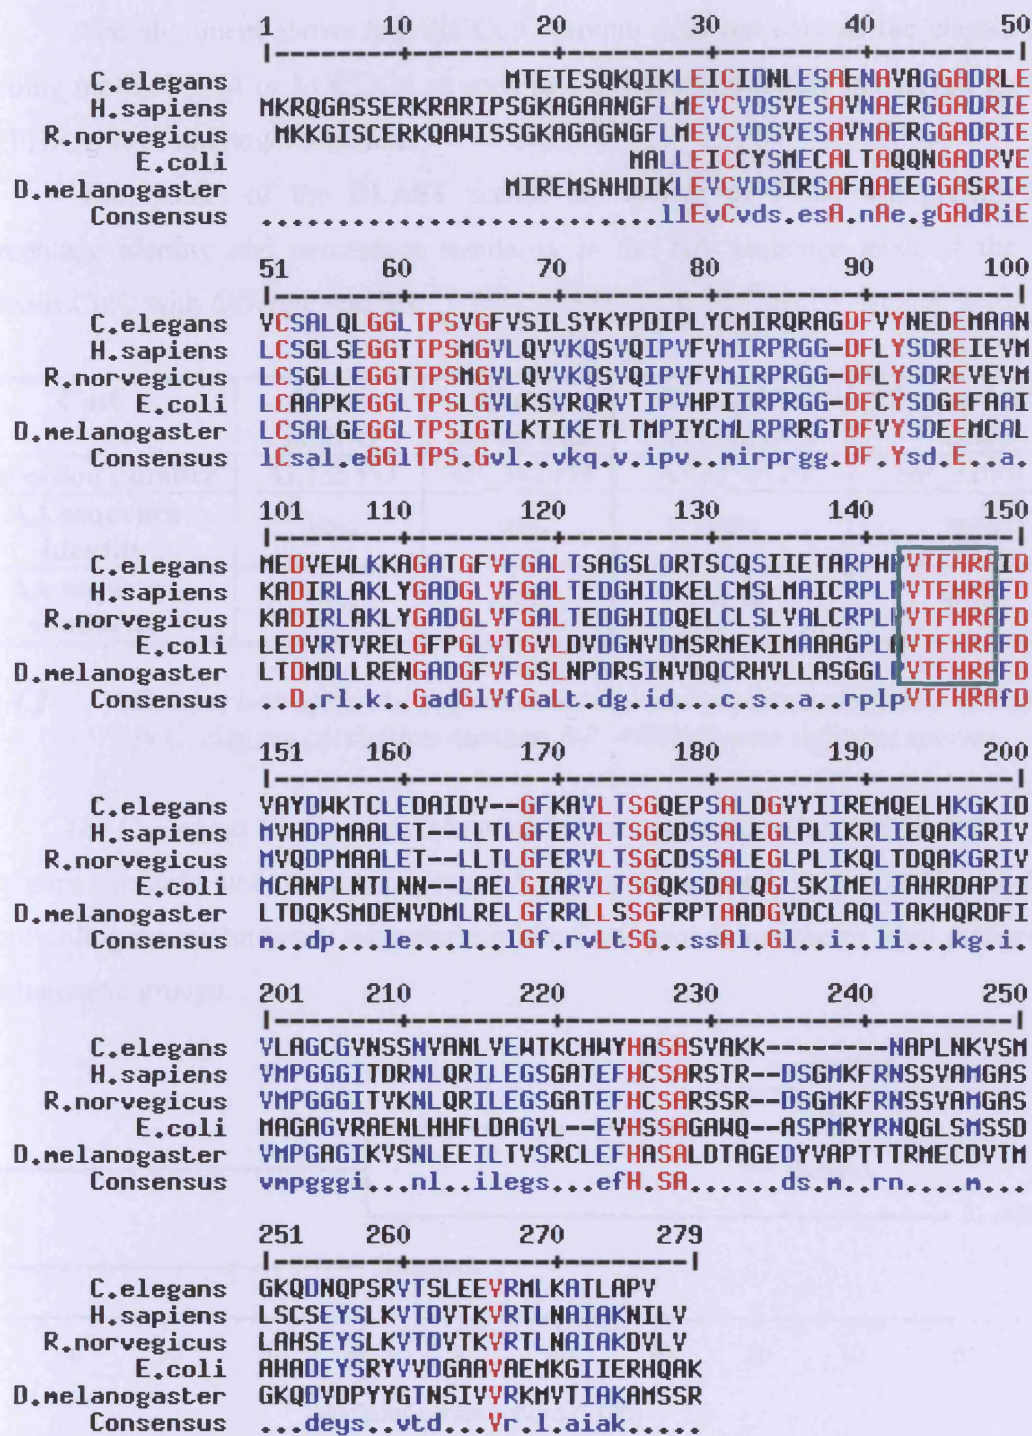 1 10 20 30 40 50
|--------+---------+---------+---------+---------|
C.elegans MTETESQKQIKLEICIDNLESAENAVAGGADRLE
H.sapiens MKRQGASSERKRARIPSGKAGAANGFLMEVCVDSVESAVNAERGGADRIE
R.norvegicus MKKGISCERKQAWISSGKAGAGNGFLMEVCVDSVESAVNAERGGADRIE
E.coli MALLEICCYSMECALTAQQNGADRVE
D.melanogaster MIREMSNHDIKLEVCVDSIRSAFAAEEGGASRIE
Consensus ..........................llEvCvds.esA.nAe.gGAdRiE
51 60 70 80 90 100
|--------+---------+---------+---------+---------|
C.elegans VCSALQLGGLTPSVGFVSILSYKYPDIPLYCMIRQRAGDFVYNEDEMAAN
H.sapiens LCSGLSEGGTTPSMGVLQVVKQSVQIPVFVMIRPRGG-DFLYSDREIEVM
R.norvegicus LCSGLLEGGTTPSMGVLQVVKQSVQIPVFVMIRPRGG-DFLYSDREVEVM
E.coli LCAAPKEGGLTPSLGVLKSVRQRVTIPVHPIIRPRGG-DFCYSDGEFAAI
D.melanogaster LCSALGEGGLTPSIGTLKTIKETLTMPIYCMLRPRRGTDFVYSDEEMCAL
Consensus lCsal.eGGlTPS.Gvl..vkq.v.ipv..mirprgg.DF.Ysd.E....
101 110 120 130 140 150
|--------+---------+---------+---------+---------|
C.elegans MEDVEWLKKAGATGFVFGALTSAGSLDRTSCQSIIETARPHPVTFHRAID
H.sapiens KADIRLAKLYGADGLVFGALTEDGHIDKELCMSLMAICRPLPVTFHRAFD
R.norvegicus KADIRLAKLYGADGLVFGALTEDGHIDQELCLSLVALCRPLPVTFHRAFD
E.coli LEDVRTVRELGFPGLVTGVLDVDGNVDMSRMEKIMAAAGPLAVTFHRAFD
D.melanogaster LTDMDLLRENGADGFVFGSLNPDRSINVDQCRHVLLASGGLPVTFHRAFD
Consensus ..D...l.k..GadGlVfGaLt.dg.id...c.s..a..rplpVTFHRAfD
151 160 170 180 190 200
|--------+---------+---------+---------+---------|
C.elegans VAYDWKTCLEDAIDV--GFKAVLTSGQEPSALDGVYIIREMQELHKGKID
H.sapiens MVHDPMAALET--LLTLGFERVLTSGCDSSALEGLPLIKRLIEQAKGRIV
R.norvegicus MVQDPMAALET--LLTLGFERVLTSGCDSSALEGLPLIKQLTDQAKGRIV
E.coli MCANPLNTLNN--LAELGIARVLTSGQKSDALQGLSKIMELIAHRDAPII
D.melanogaster LTDQKSMDENVDMLRELGFRRLLSSGFRPTAADGVDCLAQLIAKHQRDFI
Consensus ...dp...le....l..lGf.rvLtSG..ssAl#Gl..i..li...kg.i.
201 210 220 230 240 250
|--------+---------+---------+---------+---------|
C.elegans VLAGCGVNSSNVANLVEWTKCHWYHASASVAKK--------NAPLNKVSM
H.sapiens VMPGGGITDRNLQRILEGSGATEFHCSARSTR--DSGMKFRNSSVAMGAS
R.norvegicus VMPGGGITVKNLQRILEGSGATEFHCSARSSR--DSGMKFRNSSVAMGAS
E.coli MAGAGVRAENLHHFLDAGVL--EVHSSAGAWQ--ASPMRYRNQGLSMSSD
D.melanogaster VMPGAGIKVSNLEEILTVSRCLEFHASALDTAGEDYVAPTTTRMECDVTM
Consensus vmpgggi...nl..ilegs...efH.SA.......ds.m..rn....m...
251 260 270 279
|--------+---------+--------|
C.elegans GKQDNQPSRVTSLEEVRMLKATLAPV
H.sapiens LSCSEYSLKVTDVTKVRTLNAIAKNILV
R.norvegicus LAHSEYSLKVTDVTKVRTLNAIAKDVLV
E.coli AHADEYSRYVVDGAAVAEMKGIIERHQAK
D.melanogaster GKQDVDPYYGTNSIVVRKMVTIAKAMSSR
Consensus ...deys..vtd...Vr.l.aiak.....